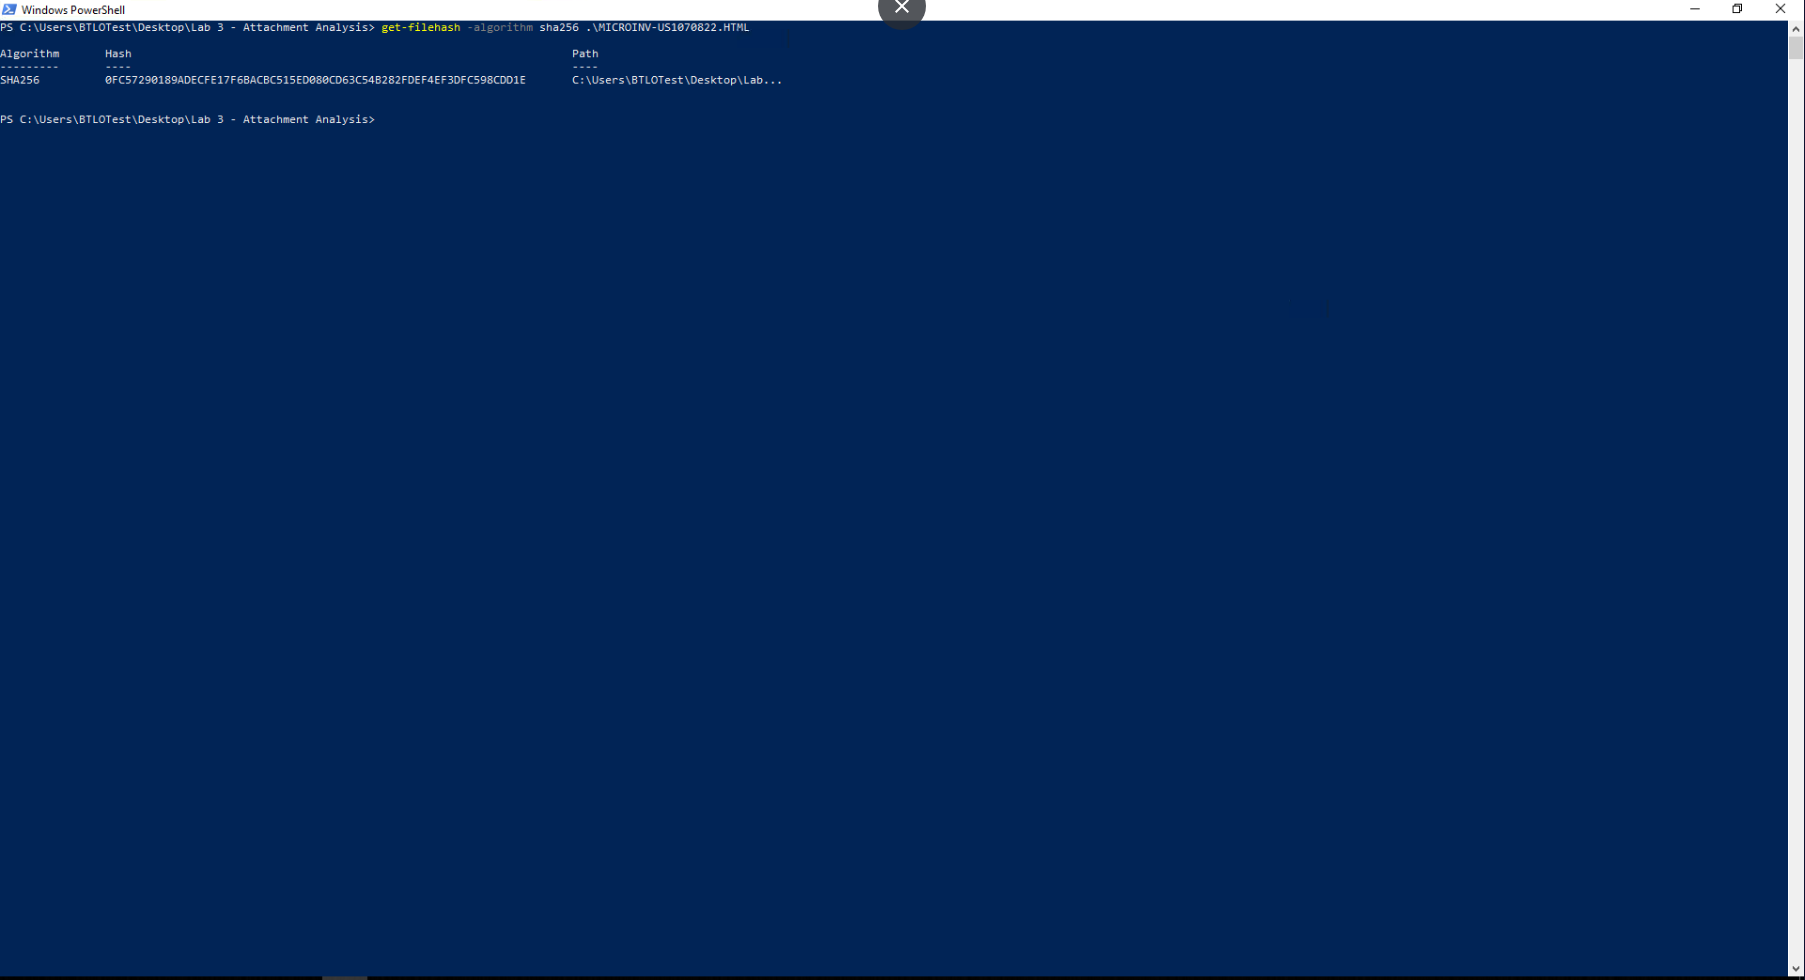 Windows PowerShell
PS C:\Users\BTLOTest\Desktop\Lab 3 - Attachment Analysis> get-filehash -algorithm sha256 .\MICROINV-US1070822.HTML
Algorithm Hash Path
--------- ---- ----
SHA256 0FC57290189ADECFE17F6BACBC515ED080CD63C54B282FDEF4EF3DFC598CDD1E C:\Users\BTLOTest\Desktop\Lab...
PS C:\Users\BTLOTest\Desktop\Lab 3 - Attachment Analysis>